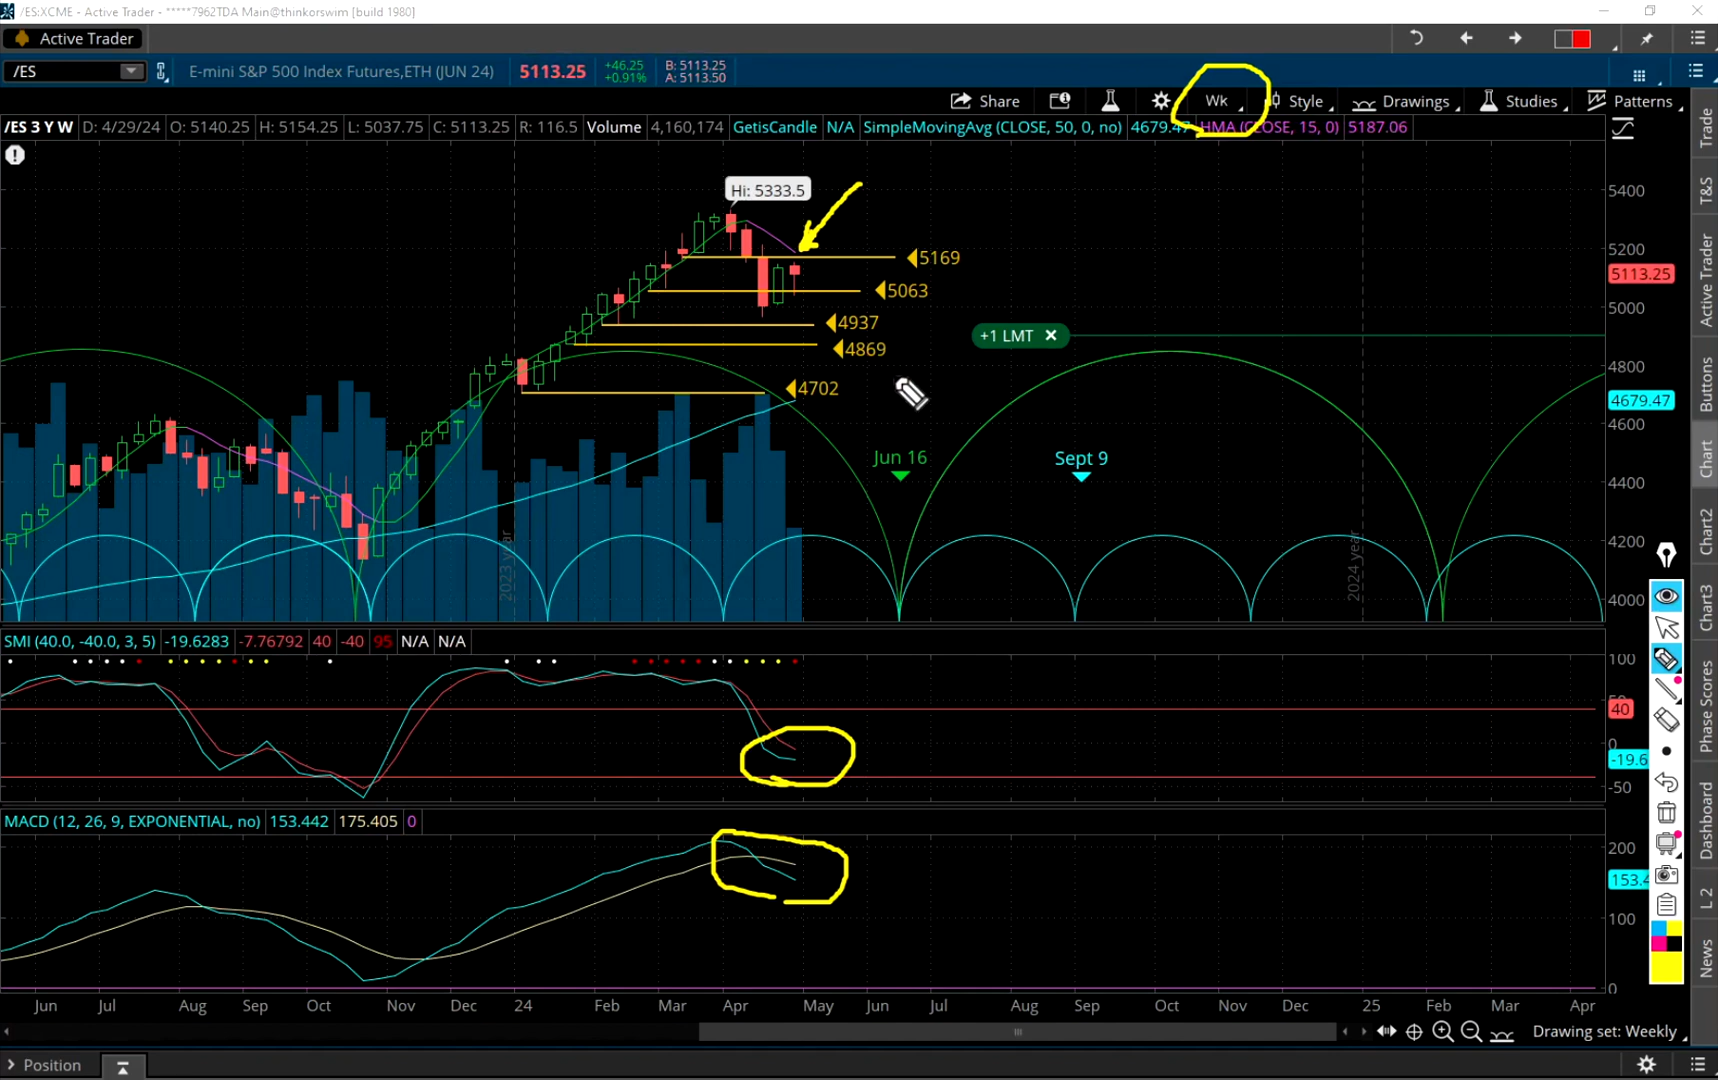 /ES:XCME - Active Trader - *****7962TDA Main@thinkorswim [build 1980]
Active Trader
/ES
E-mini S&P 500 Index Futures,ETH (JUN 24)
5113.25
+46.25
+0.91%
B: 5113.25
A: 5113.50
Share
Wk
Style
Drawings
Studies
Patterns
/ES 3 Y W D: 4/29/24 O: 5140.25 H: 5154.25 L: 5037.75 C: 5113.25 R: 116.5 Volume 4,160,174 GetisCandle N/A SimpleMovingAvg (CLOSE, 50, 0, no) 4679.47 HMA (CLOSE, 15, 0) 5187.06
Hi: 5333.5
5400
5200
5169
5113.25
5063
5000
4937
+1 LMT
4869
4800
4702
4679.47
4600
Jun 16
Sept 9
4400
4200
2023 year
2024 year
4000
SMI (40.0, -40.0, 3, 5) -19.6283 -7.76792 40 -40 95 N/A N/A
100
50
40
0
-19.6
-50
MACD (12, 26, 9, EXPONENTIAL, no) 153.442 175.405 0
200
153.4
100
0
Jun Jul Aug Sep Oct Nov Dec 24 Feb Mar Apr May Jun Jul Aug Sep Oct Nov Dec 25 Feb Mar Apr
Drawing set: Weekly
Position
Trade
T&S
Active Trader
Buttons
Chart
Chart2
Chart3
Phase Scores
Dashboard
L 2
News